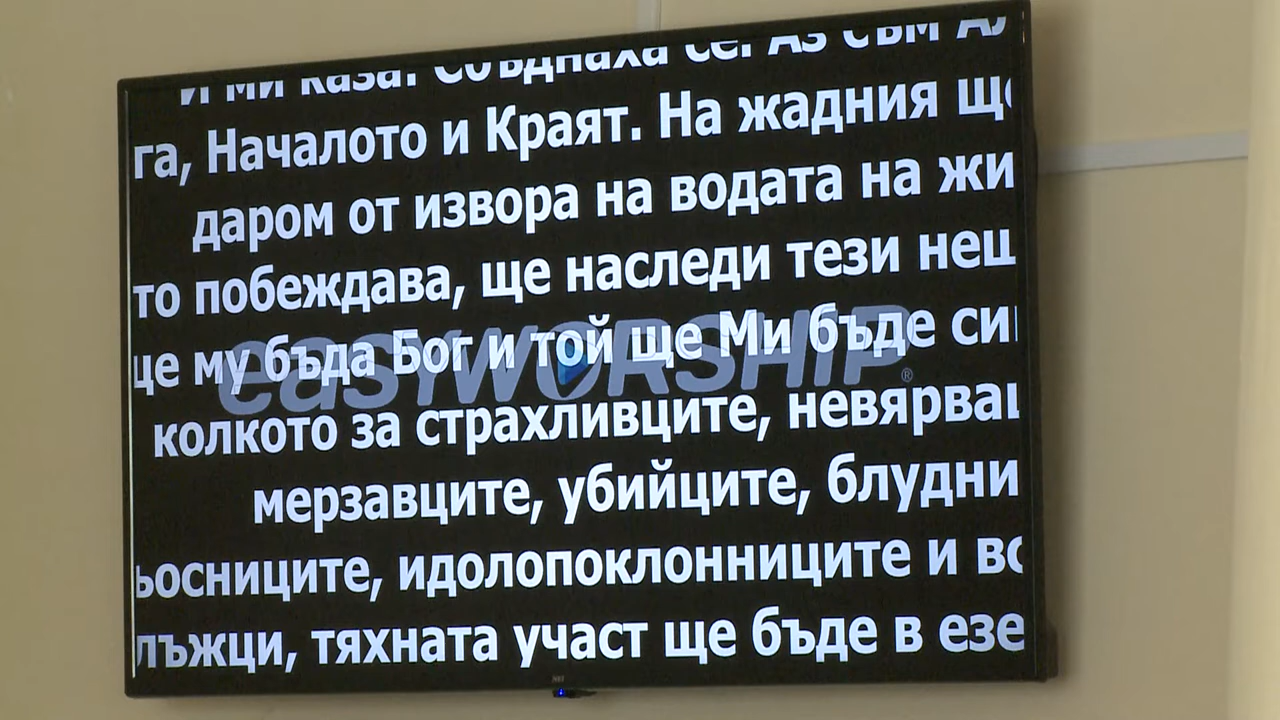 И ми каза: Сбъднаха се. Аз съм Ал
га, Началото и Краят. На жадния ще
даром от извора на водата на жи
то побеждава, ще наследи тези нещ
ще му бъда Бог и той ще Ми бъде си
колкото за страхливците, невярващ
мерзавците, убийците, блудни
ьосниците, идолопоклонниците и вс
лъжци, тяхната участ ще бъде в езе
easyWORSHIP®